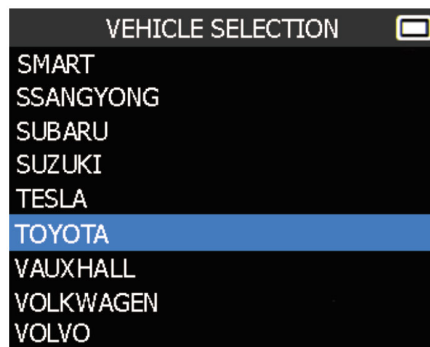 VEHICLE SELECTION
SMART
SSANGYONG
SUBARU
SUZUKI
TESLA
TOYOTA
VAUXHALL
VOLKWAGEN
VOLVO